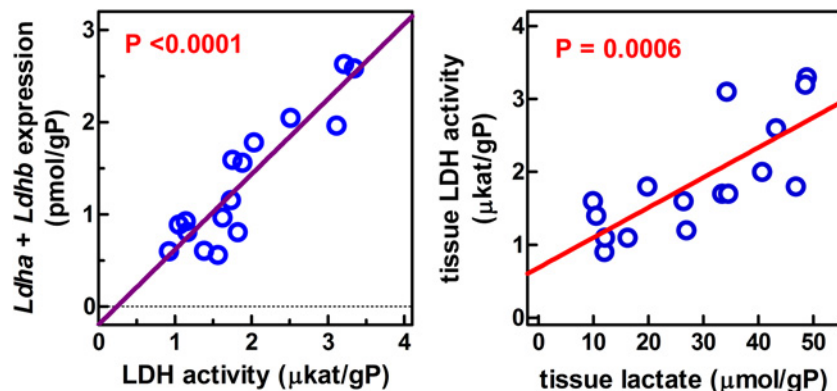 P <0.0001
Ldha + Ldhb expression
(pmol/gP)
3
2
1
0
0
1
2
3
4
LDH activity (μkat/gP)
P = 0.0006
tissue LDH activity
(μkat/gP)
4
3
2
1
0
0
10
20
30
40
50
tissue lactate (μmol/gP)